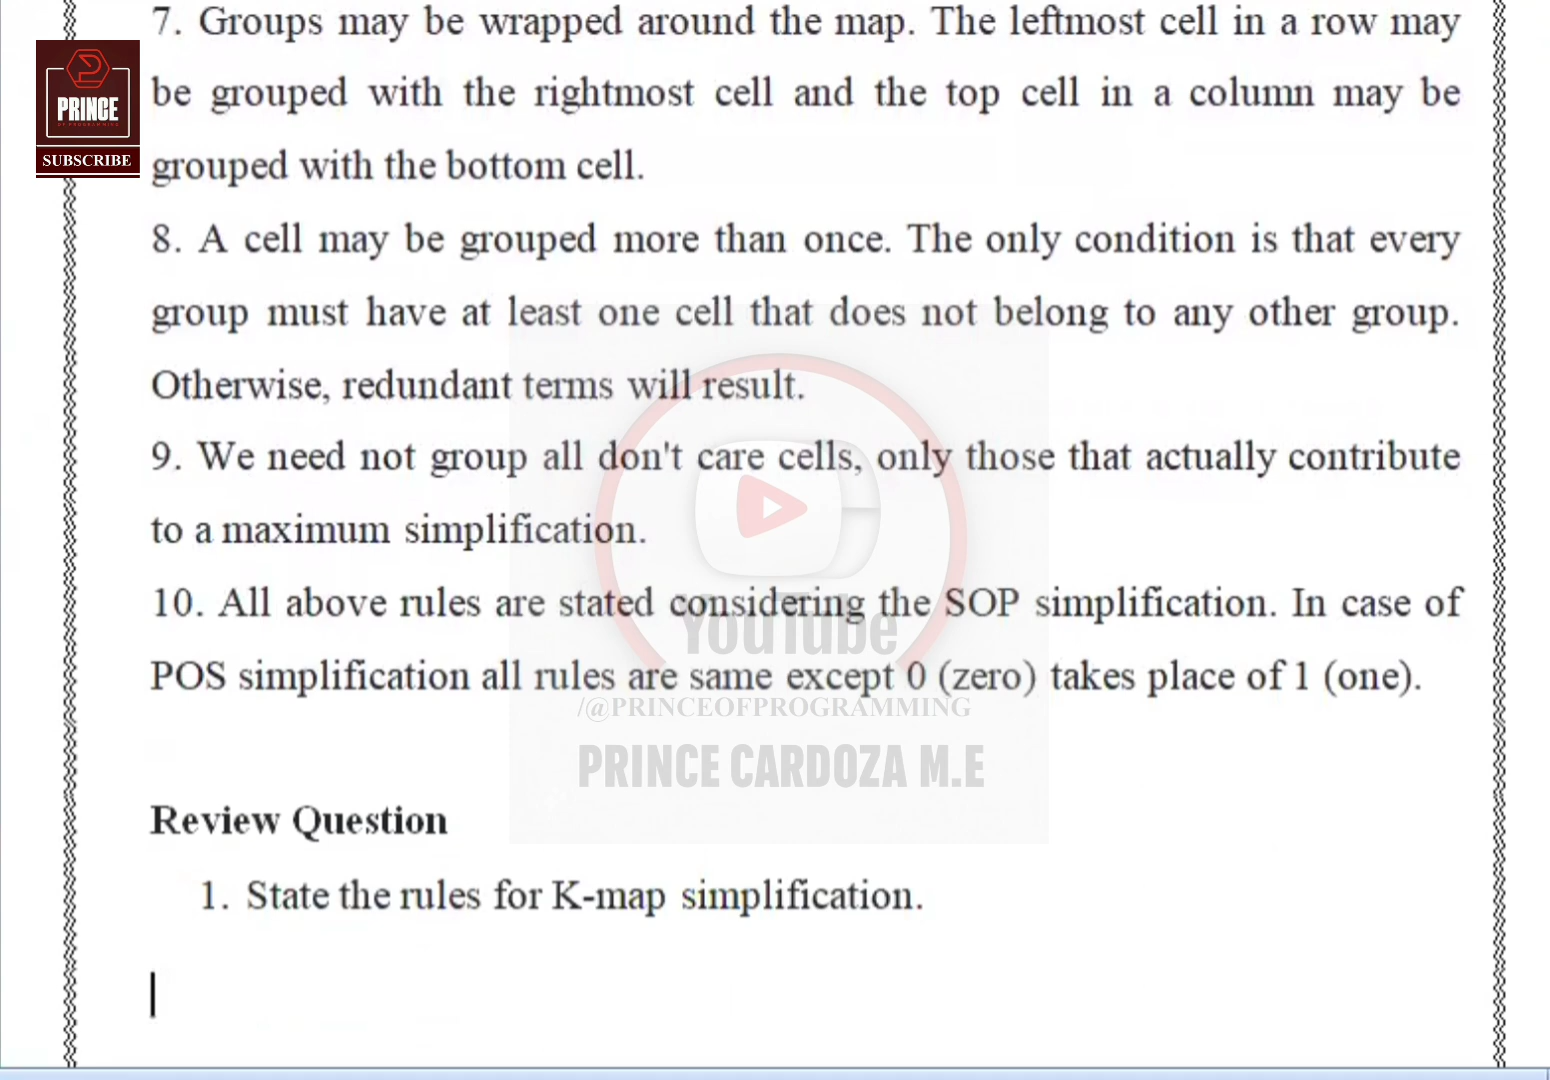 7. Groups may be wrapped around the map. The leftmost cell in a row may
be grouped with the rightmost cell and the top cell in a column may be
grouped with the bottom cell.
8. A cell may be grouped more than once. The only condition is that every
group must have at least one cell that does not belong to any other group.
Otherwise, redundant terms will result.
9. We need not group all don't care cells, only those that actually contribute
to a maximum simplification.
10. All above rules are stated considering the SOP simplification. In case of
POS simplification all rules are same except 0 (zero) takes place of 1 (one).
Review Question
1. State the rules for K-map simplification.
PRINCE
OF PROGRAMMING
SUBSCRIBE
YouTube
/@PRINCEOFPROGRAMMING
PRINCE CARDOZA M.E